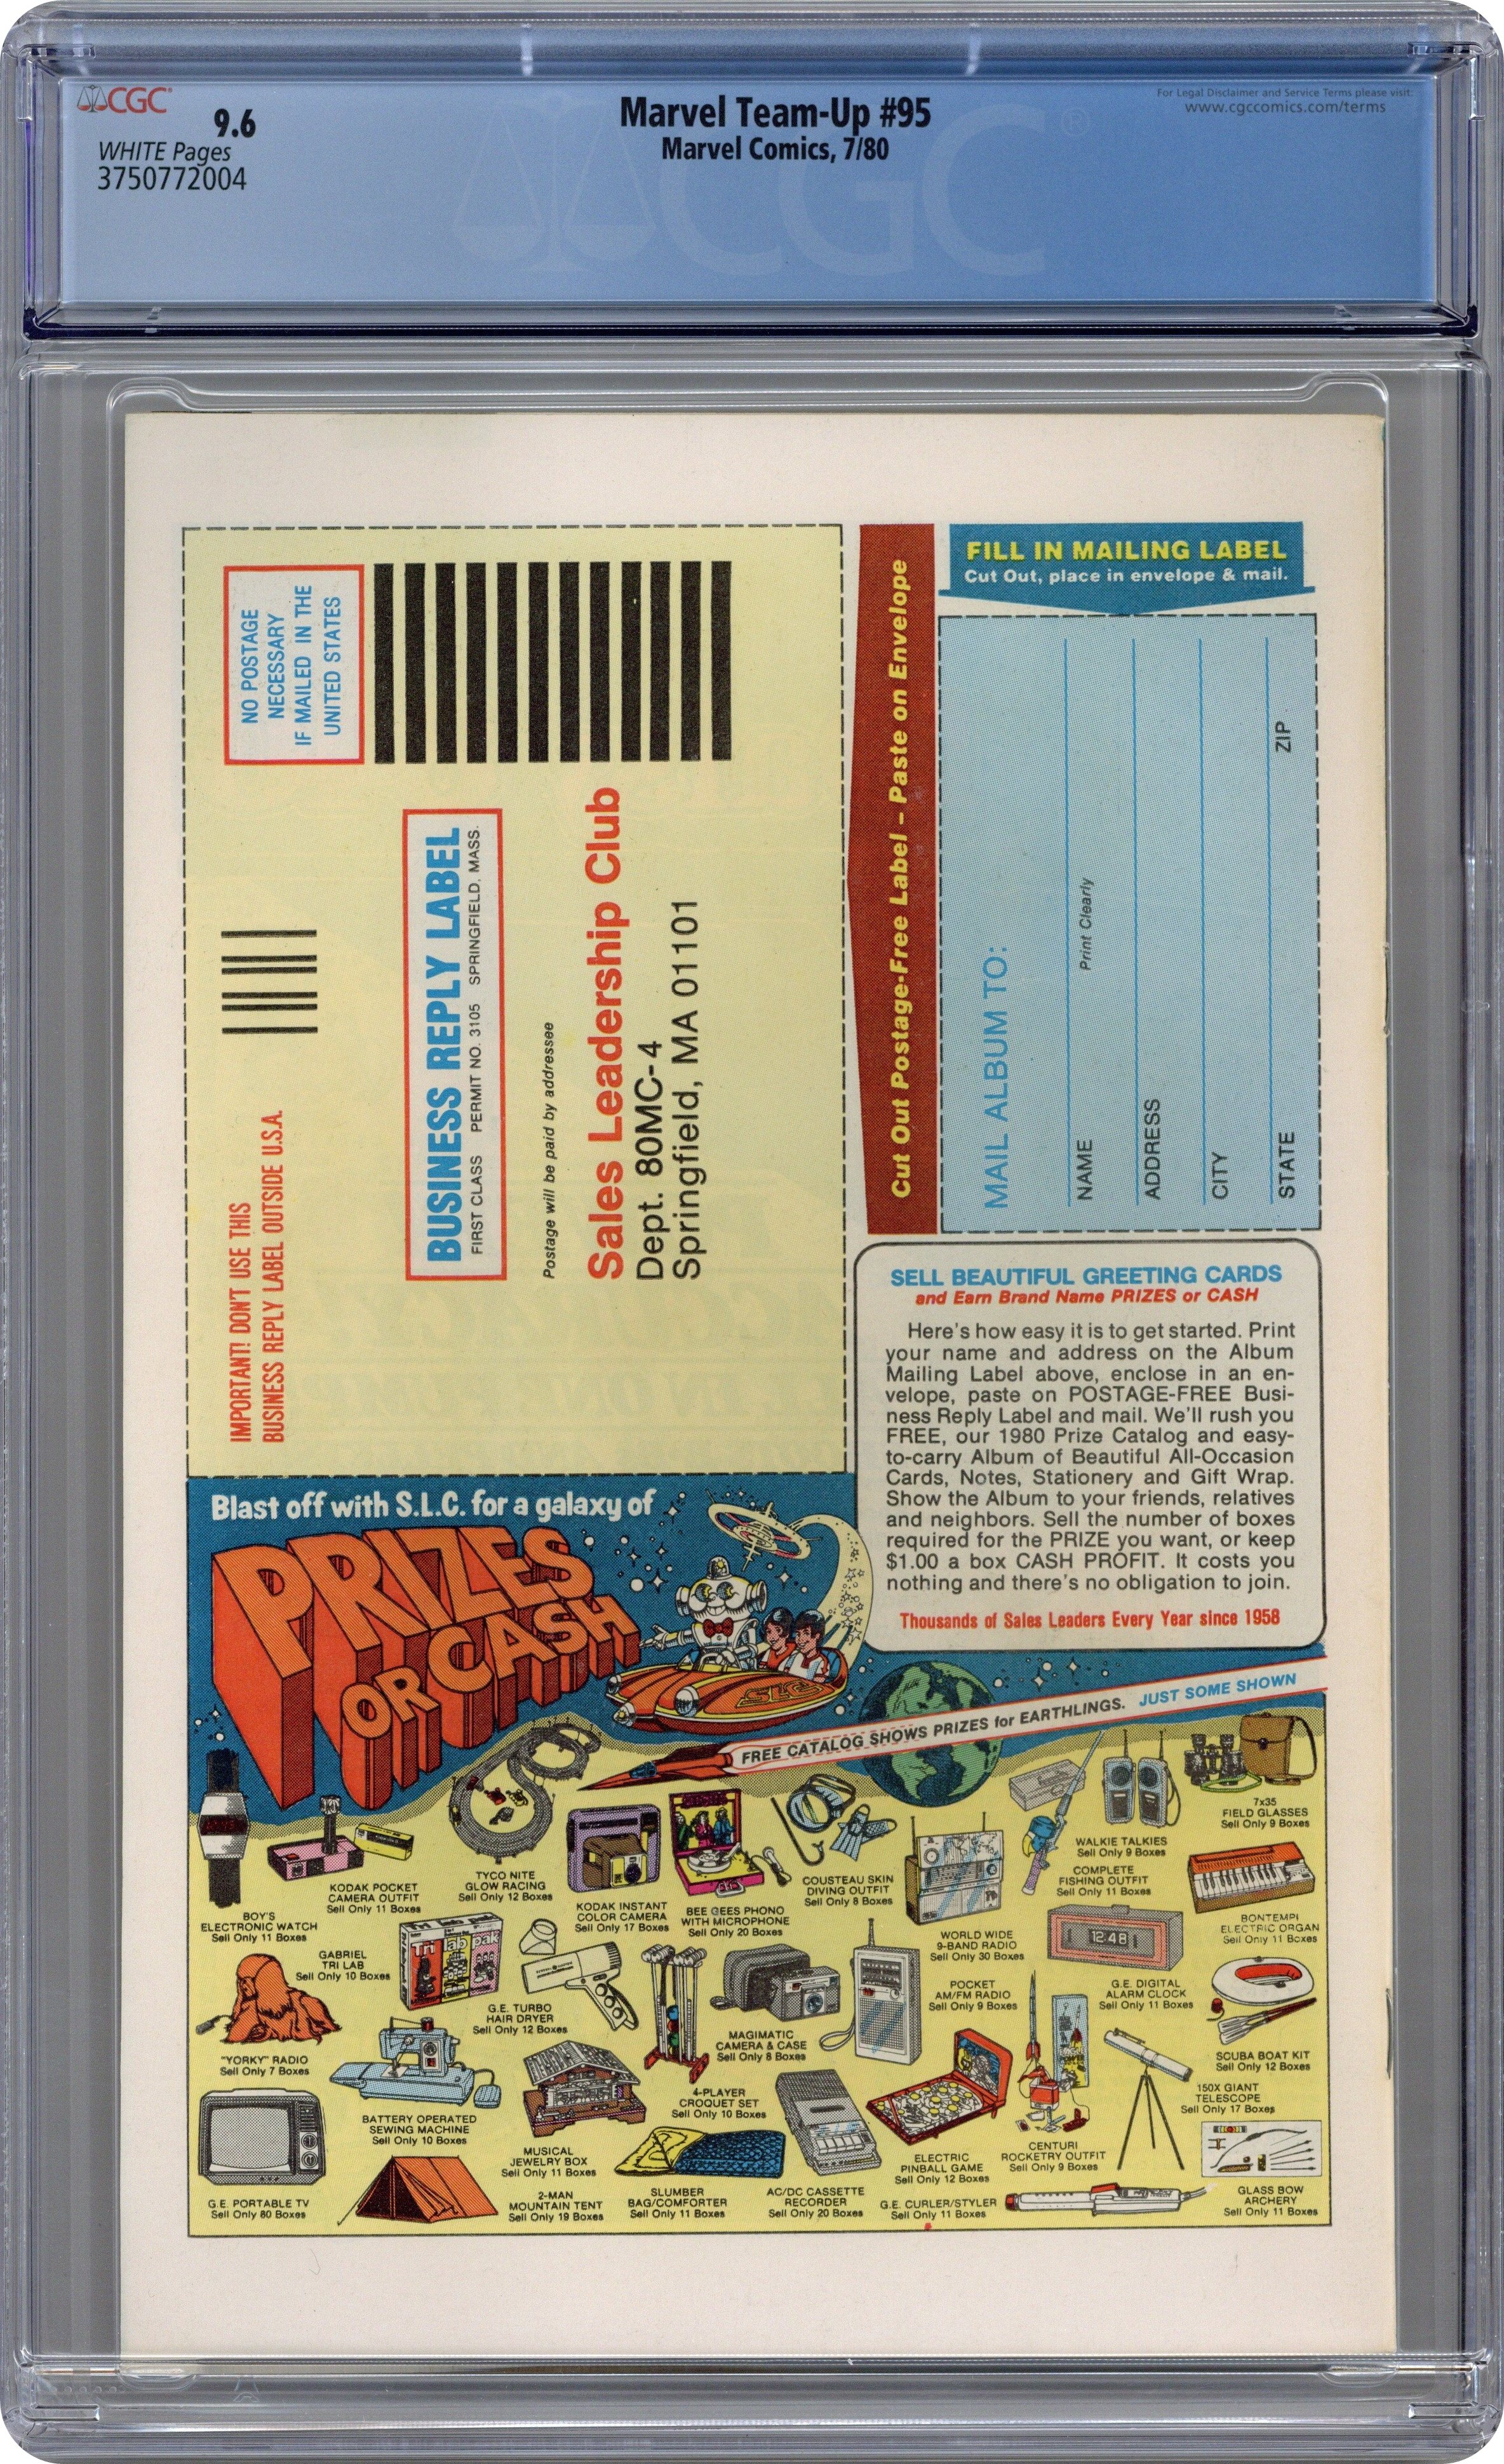 CGC
9.6
WHITE Pages
3750772004
Marvel Team-Up #95
Marvel Comics, 7/80
For Legal Disclaimer and Service Terms please visit:
www.cgccomics.com/terms
CGC
NO POSTAGE
NECESSARY
IF MAILED IN THE
UNITED STATES
IMPORTANT! DON'T USE THIS
BUSINESS REPLY LABEL OUTSIDE U.S.A.
BUSINESS REPLY LABEL
FIRST CLASS PERMIT NO. 3105 SPRINGFIELD, MASS.
Postage will be paid by addressee
Sales Leadership Club
Dept. 80MC-4
Springfield, MA 01101
Cut Out Postage-Free Label – Paste on Envelope
FILL IN MAILING LABEL
Cut Out, place in envelope & mail.
MAIL ALBUM TO:
NAME
Print Clearly
ADDRESS
CITY
STATE ZIP
SELL BEAUTIFUL GREETING CARDS
and Earn Brand Name PRIZES or CASH
Here's how easy it is to get started. Print
your name and address on the Album
Mailing Label above, enclose in an en-
velope, paste on POSTAGE-FREE Busi-
ness Reply Label and mail. We'll rush you
FREE, our 1980 Prize Catalog and easy-
to-carry Album of Beautiful All-Occasion
Cards, Notes, Stationery and Gift Wrap.
Show the Album to your friends, relatives
and neighbors. Sell the number of boxes
required for the PRIZE you want, or keep
$1.00 a box CASH PROFIT. It costs you
nothing and there's no obligation to join.
Thousands of Sales Leaders Every Year since 1958
Blast off with S.L.C. for a galaxy of
PRIZES
OR CASH
SLC
FREE CATALOG SHOWS PRIZES for EARTHLINGS. JUST SOME SHOWN
BOY'S
ELECTRONIC WATCH
Sell Only 11 Boxes
KODAK POCKET
CAMERA OUTFIT
Sell Only 11 Boxes
TYCO NITE
GLOW RACING
Sell Only 12 Boxes
KODAK INSTANT
COLOR CAMERA
Sell Only 17 Boxes
BEE GEES PHONO
WITH MICROPHONE
Sell Only 20 Boxes
COUSTEAU SKIN
DIVING OUTFIT
Sell Only 8 Boxes
WORLD WIDE
9-BAND RADIO
Sell Only 30 Boxes
WALKIE TALKIES
Sell Only 9 Boxes
COMPLETE
FISHING OUTFIT
Sell Only 11 Boxes
7x35
FIELD GLASSES
Sell Only 9 Boxes
BONTEMPI
ELECTRIC ORGAN
Sell Only 11 Boxes
GABRIEL
TRI LAB
Sell Only 10 Boxes
Tri lab pak
G.E. TURBO
HAIR DRYER
Sell Only 12 Boxes
MAGIMATIC
CAMERA & CASE
Sell Only 8 Boxes
POCKET
AM/FM RADIO
Sell Only 9 Boxes
12:48
G.E. DIGITAL
ALARM CLOCK
Sell Only 11 Boxes
SCUBA BOAT KIT
Sell Only 12 Boxes
"YORKY" RADIO
Sell Only 7 Boxes
BATTERY OPERATED
SEWING MACHINE
Sell Only 10 Boxes
MUSICAL
JEWELRY BOX
Sell Only 11 Boxes
4-PLAYER
CROQUET SET
Sell Only 10 Boxes
ELECTRIC
PINBALL GAME
Sell Only 12 Boxes
CENTURI
ROCKETRY OUTFIT
Sell Only 9 Boxes
150X GIANT
TELESCOPE
Sell Only 17 Boxes
G.E. PORTABLE TV
Sell Only 80 Boxes
2-MAN
MOUNTAIN TENT
Sell Only 19 Boxes
SLUMBER
BAG/COMFORTER
Sell Only 11 Boxes
AC/DC CASSETTE
RECORDER
Sell Only 20 Boxes
G.E. CURLER/STYLER
Sell Only 11 Boxes
GLASS BOW
ARCHERY
Sell Only 11 Boxes